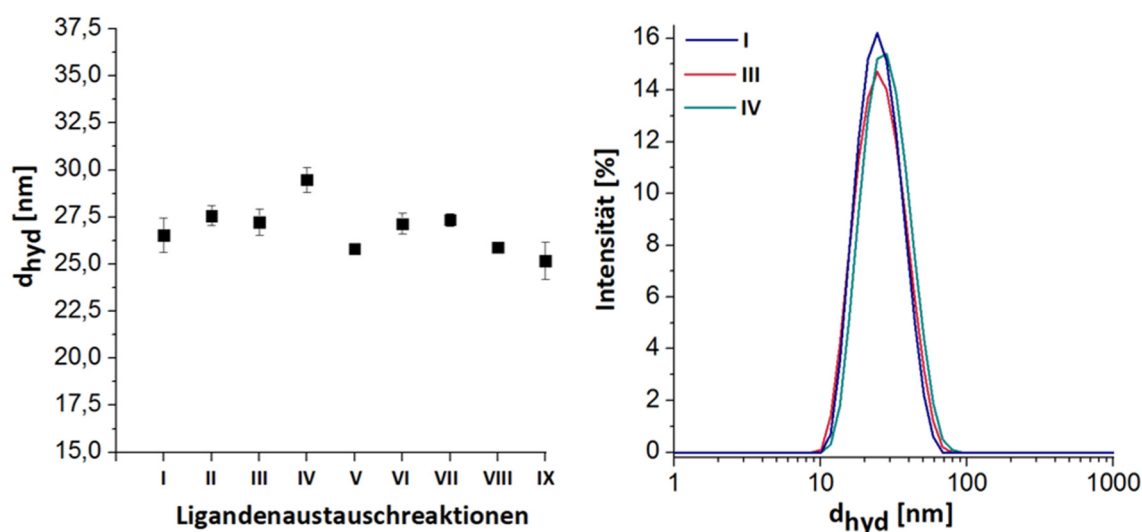 37,5
35,0
32,5
30,0
27,5
25,0
22,5
20,0
17,5
15,0
d_hyd [nm]
I II III IV V VI VII VIII IX
Ligandenaustauschreaktionen
16
14
12
10
8
6
4
2
0
Intensität [%]
I
III
IV
1 10 100 1000
d_hyd [nm]